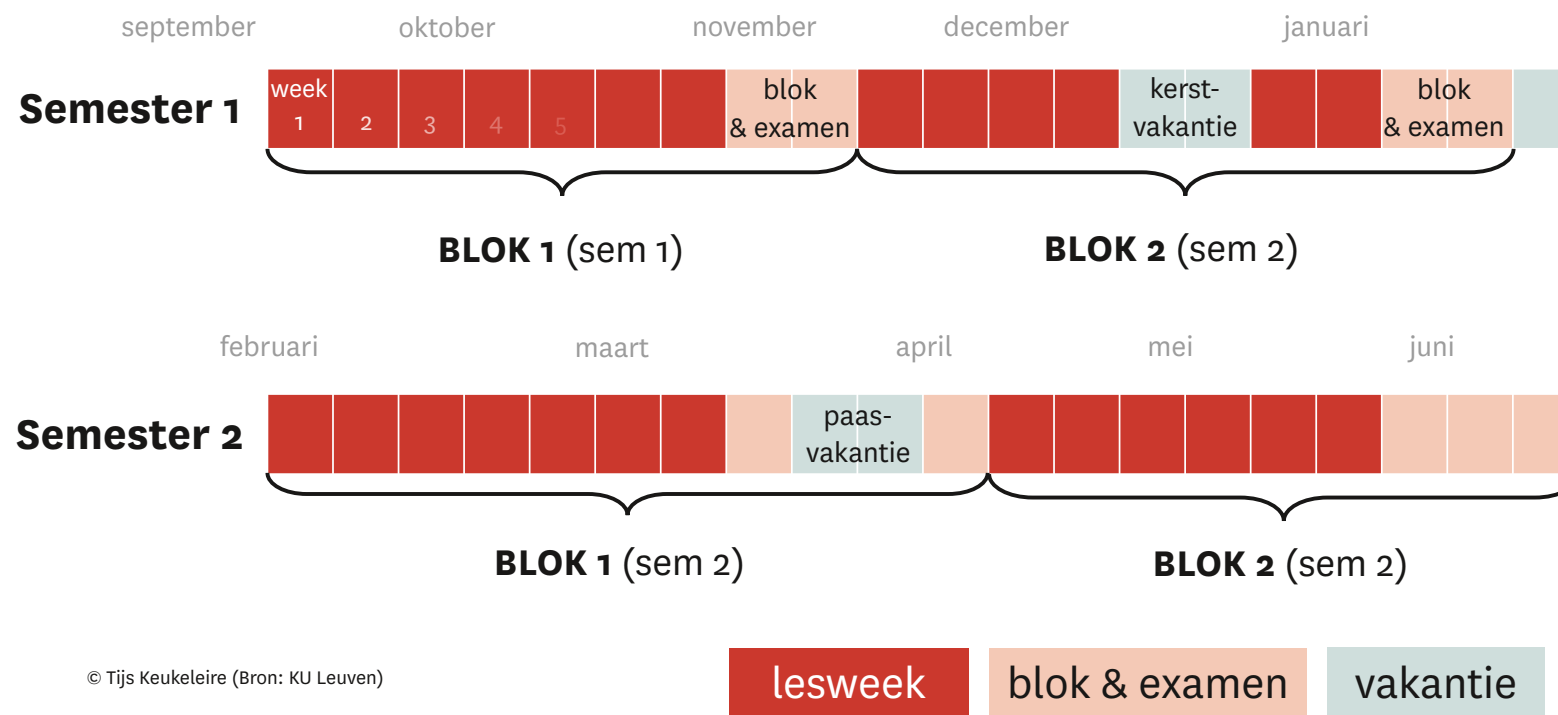 september oktober november december januari
Semester 1
week
1 2 3 4 5
blok
& examen
kerst-
vakantie
blok
& examen
BLOK 1 (sem 1)
BLOK 2 (sem 2)
februari maart april mei juni
Semester 2
paas-
vakantie
BLOK 1 (sem 2)
BLOK 2 (sem 2)
© Tijs Keukeleire (Bron: KU Leuven)
lesweek
blok & examen
vakantie